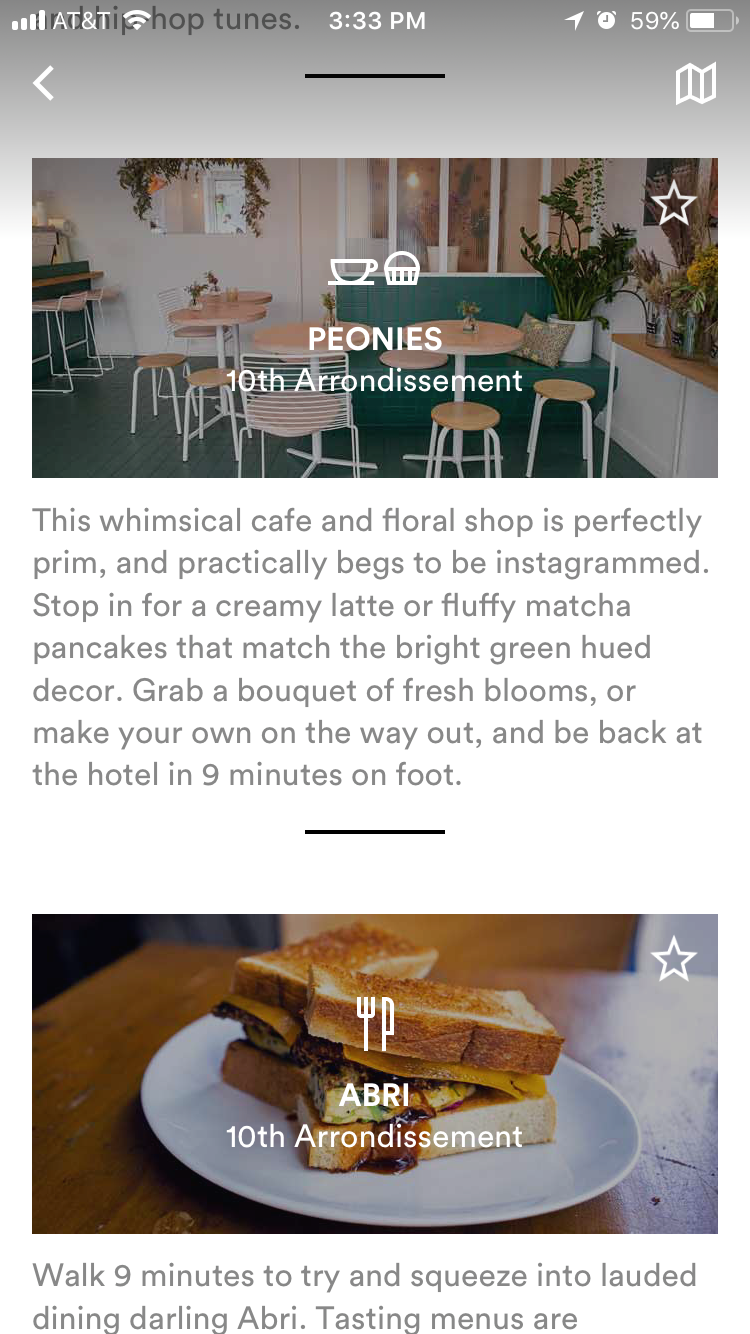 and hip-hop tunes.
AT&T 3:33 PM 59%
PEONIES
10th Arrondissement
This whimsical cafe and floral shop is perfectly
prim, and practically begs to be instagrammed.
Stop in for a creamy latte or fluffy matcha
pancakes that match the bright green hued
decor. Grab a bouquet of fresh blooms, or
make your own on the way out, and be back at
the hotel in 9 minutes on foot.
ABRI
10th Arrondissement
Walk 9 minutes to try and squeeze into lauded
dining darling Abri. Tasting menus are